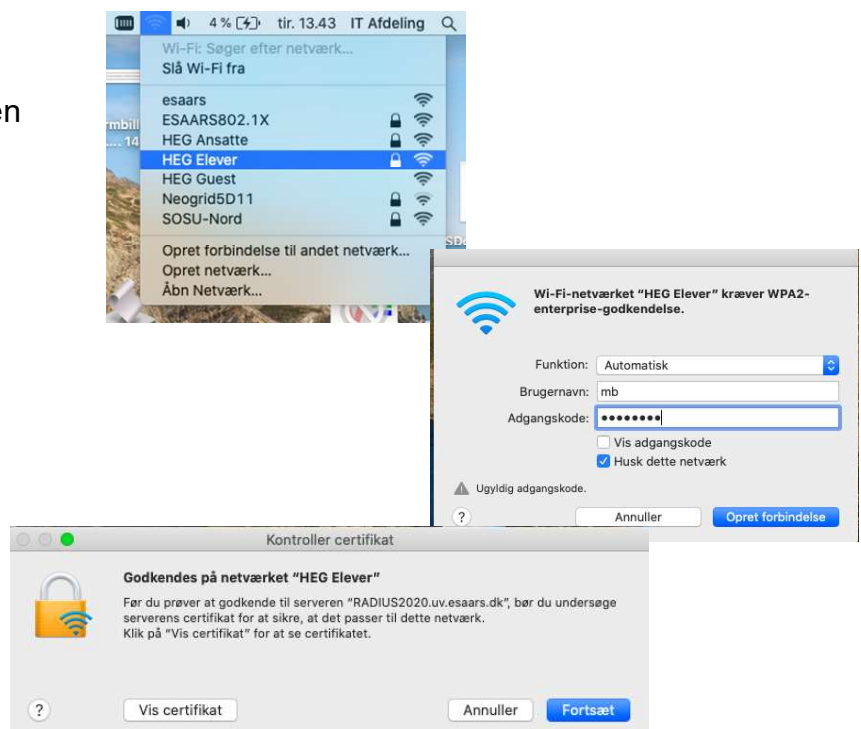 en
4 % tir. 13.43 IT Afdeling
Wi-Fi: Søger efter netværk...
Slå Wi-Fi fra
esaars
ESAARS802.1X
HEG Ansatte
HEG Elever
HEG Guest
Neogrid5D11
SOSU-Nord
Opret forbindelse til andet netværk...
Opret netværk...
Åbn Netværk...
Wi-Fi-netværket “HEG Elever” kræver WPA2-
enterprise-godkendelse.
Funktion: Automatisk
Brugernavn: mb
Adgangskode: ••••••••
Vis adgangskode
Husk dette netværk
Ugyldig adgangskode.
? Annuller Opret forbindelse
Kontroller certifikat
Godkendes på netværket “HEG Elever”
Før du prøver at godkende til serveren “RADIUS2020.uv.esaars.dk”, bør du undersøge
serverens certifikat for at sikre, at det passer til dette netværk.
Klik på “Vis certifikat” for at se certifikatet.
? Vis certifikat Annuller Fortsæt